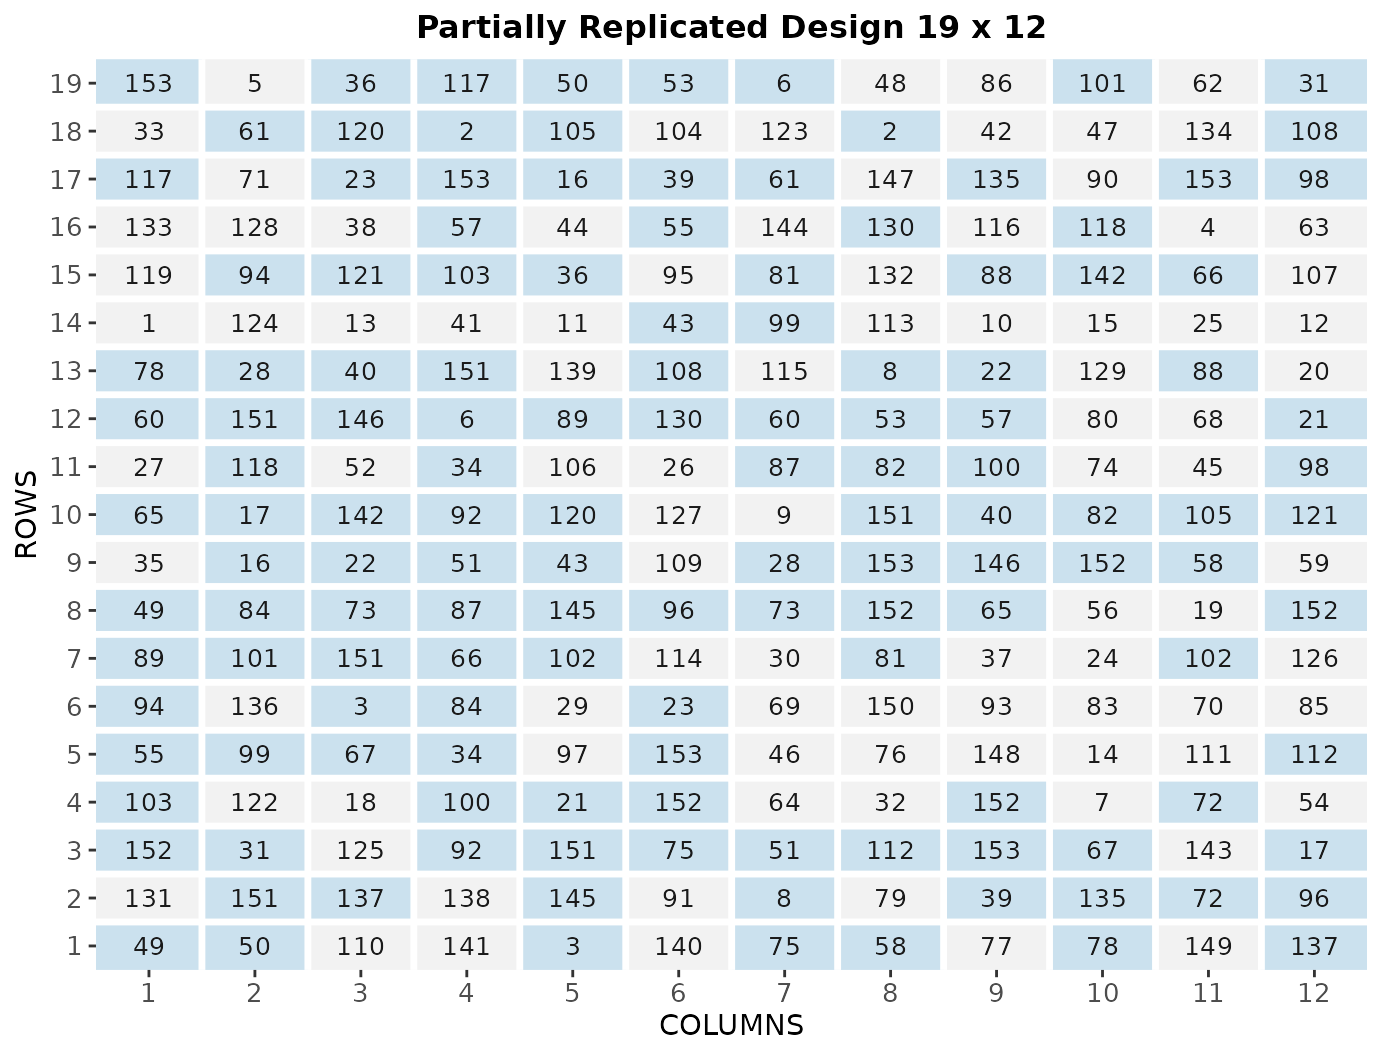 Partially Replicated Design 19 x 12
19 153 5 36 117 50 53 6 48 86 101 62 31
18 33 61 120 2 105 104 123 2 42 47 134 108
17 117 71 23 153 16 39 61 147 135 90 153 98
16 133 128 38 57 44 55 144 130 116 118 4 63
15 119 94 121 103 36 95 81 132 88 142 66 107
14 1 124 13 41 11 43 99 113 10 15 25 12
13 78 28 40 151 139 108 115 8 22 129 88 20
12 60 151 146 6 89 130 60 53 57 80 68 21
11 27 118 52 34 106 26 87 82 100 74 45 98
10 65 17 142 92 120 127 9 151 40 82 105 121
9 35 16 22 51 43 109 28 153 146 152 58 59
8 49 84 73 87 145 96 73 152 65 56 19 152
7 89 101 151 66 102 114 30 81 37 24 102 126
6 94 136 3 84 29 23 69 150 93 83 70 85
5 55 99 67 34 97 153 46 76 148 14 111 112
4 103 122 18 100 21 152 64 32 152 7 72 54
3 152 31 125 92 151 75 51 112 153 67 143 17
2 131 151 137 138 145 91 8 79 39 135 72 96
1 49 50 110 141 3 140 75 58 77 78 149 137
1 2 3 4 5 6 7 8 9 10 11 12
COLUMNS
ROWS